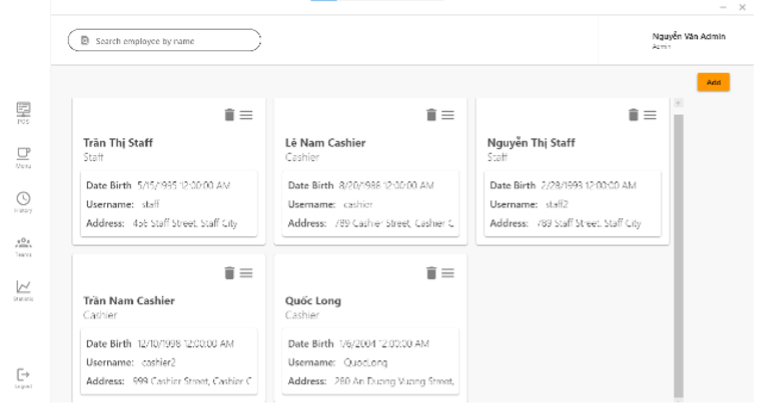 Search employee by name
Nguyễn Văn Admin
Admin
Add
POS
Menu
History
Teams
Statistic
Logout
Trần Thị Staff
Staff
Date Birth 5/15/1995 12:00:00 AM
Username: staff
Address: 456 Staff Street, Staff City
Lê Nam Cashier
Cashier
Date Birth 8/20/1988 12:00:00 AM
Username: cashier
Address: 789 Cashier Street, Cashier C
Nguyễn Thị Staff
Staff
Date Birth 2/28/1993 12:00:00 AM
Username: staff2
Address: 789 Staff Street, Staff City
Trần Nam Cashier
Cashier
Date Birth 12/10/1998 12:00:00 AM
Username: cashier2
Address: 999 Cashier Street, Cashier C
Quốc Long
Cashier
Date Birth 1/6/2004 12:00:00 AM
Username: QuocLong
Address: 280 An Duong Vuong Street,